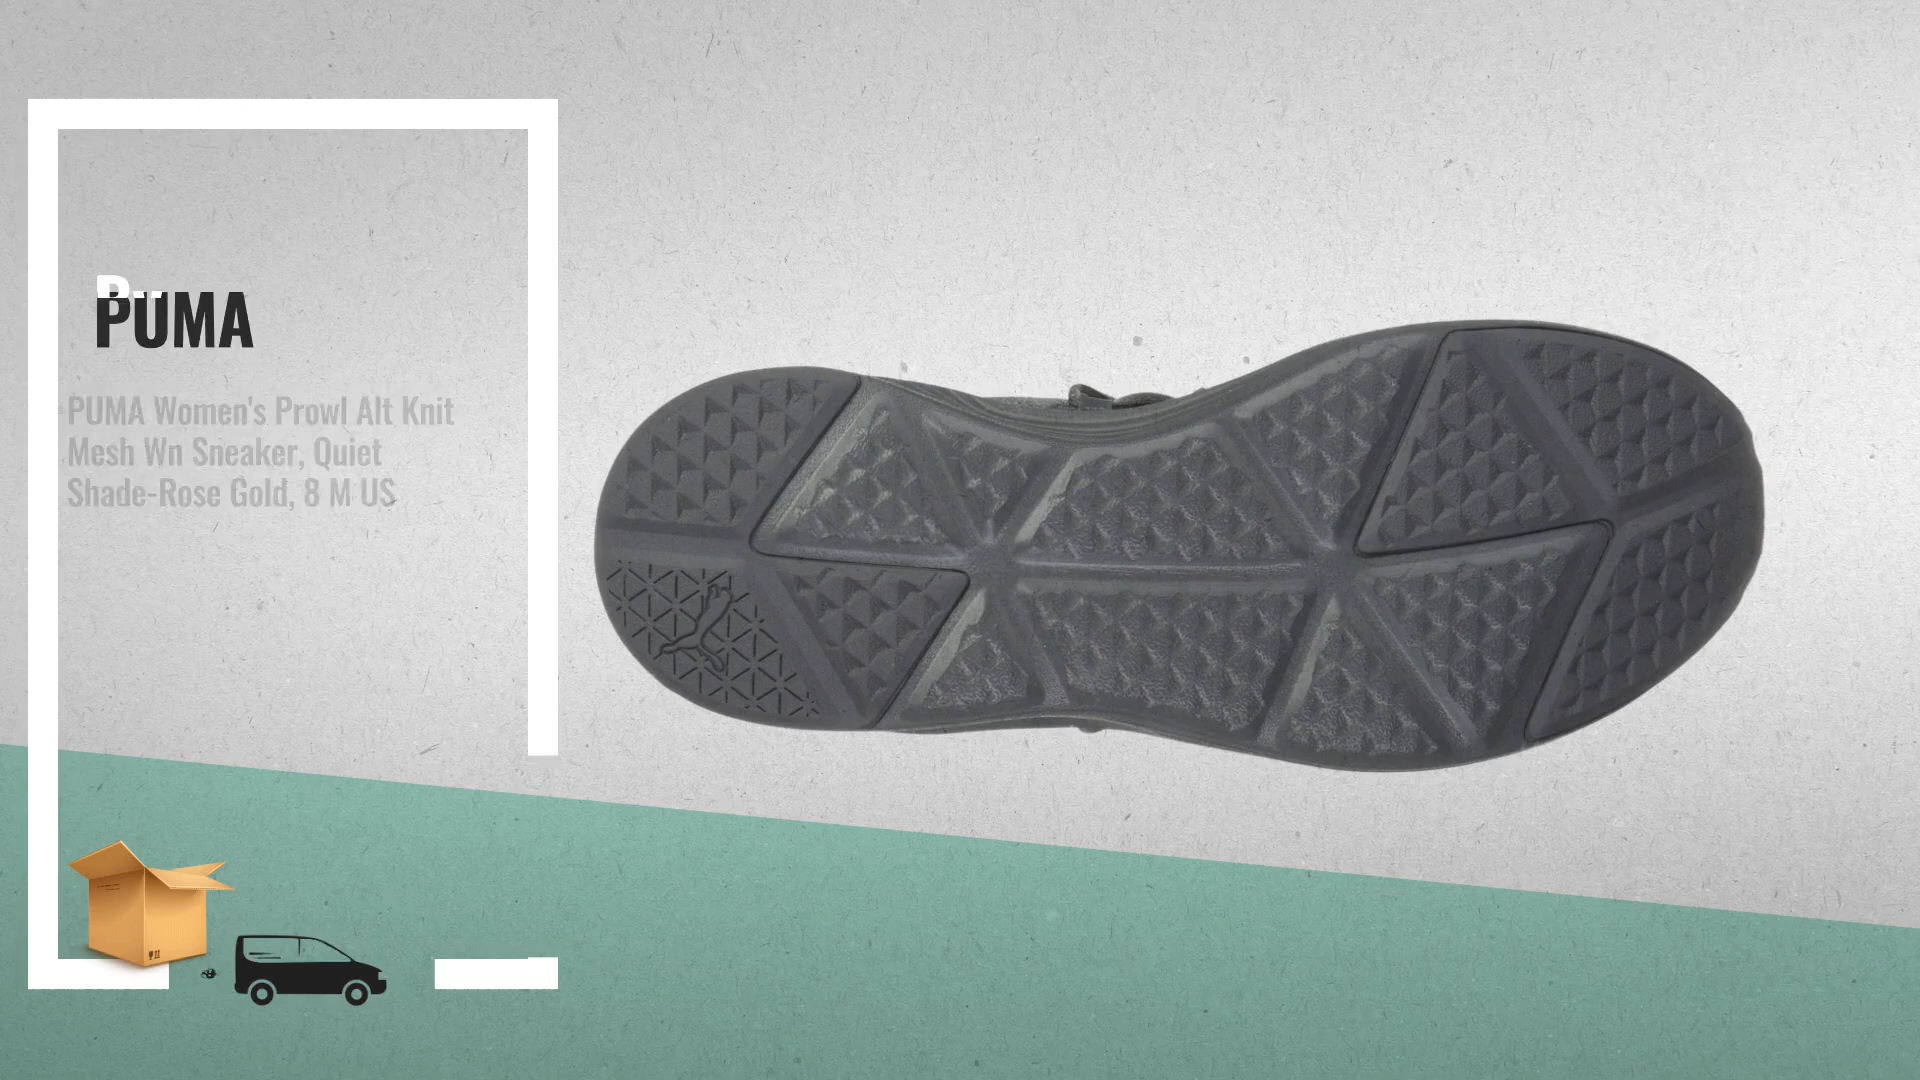 PUMA
PUMA Women's Prowl Alt Knit
Mesh Wn Sneaker, Quiet
Shade-Rose Gold, 8 M US